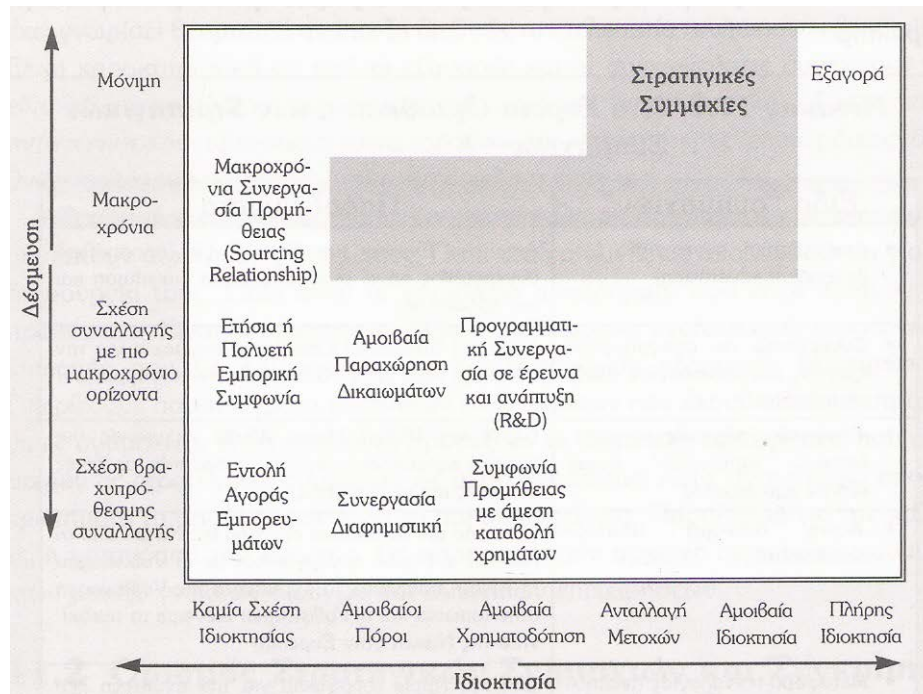 Μόνιμη
Στρατηγικές
Συμμαχίες
Εξαγορά
Δέσμευση
Μακρο-
χρόνια
Μακροχρό-
νια Συνεργα-
σία Προμή-
θειας
(Sourcing
Relationship)
Σχέση
συναλλαγής
με πιο
μακροχρόνιο
ορίζοντα
Ετήσια ή
Πολυετή
Εμπορική
Συμφωνία
Αμοιβαία
Παραχώρηση
Δικαιωμάτων
Προγραμματι-
κή Συνεργα-
σία σε έρευνα
και ανάπτυξη
(R&D)
Σχέση βρα-
χυπρό-
θεσμης
συναλλαγής
Εντολή
Αγοράς
Εμπορευ-
μάτων
Συνεργασία
Διαφημιστική
Συμφωνία
Προμήθειας
με άμεση
καταβολή
χρημάτων
Καμία Σχέση
Ιδιοκτησίας
Αμοιβαίοι
Πόροι
Αμοιβαία
Χρηματοδότηση
Ανταλλαγή
Μετοχών
Αμοιβαία
Ιδιοκτησία
Πλήρης
Ιδιοκτησία
Ιδιοκτησία